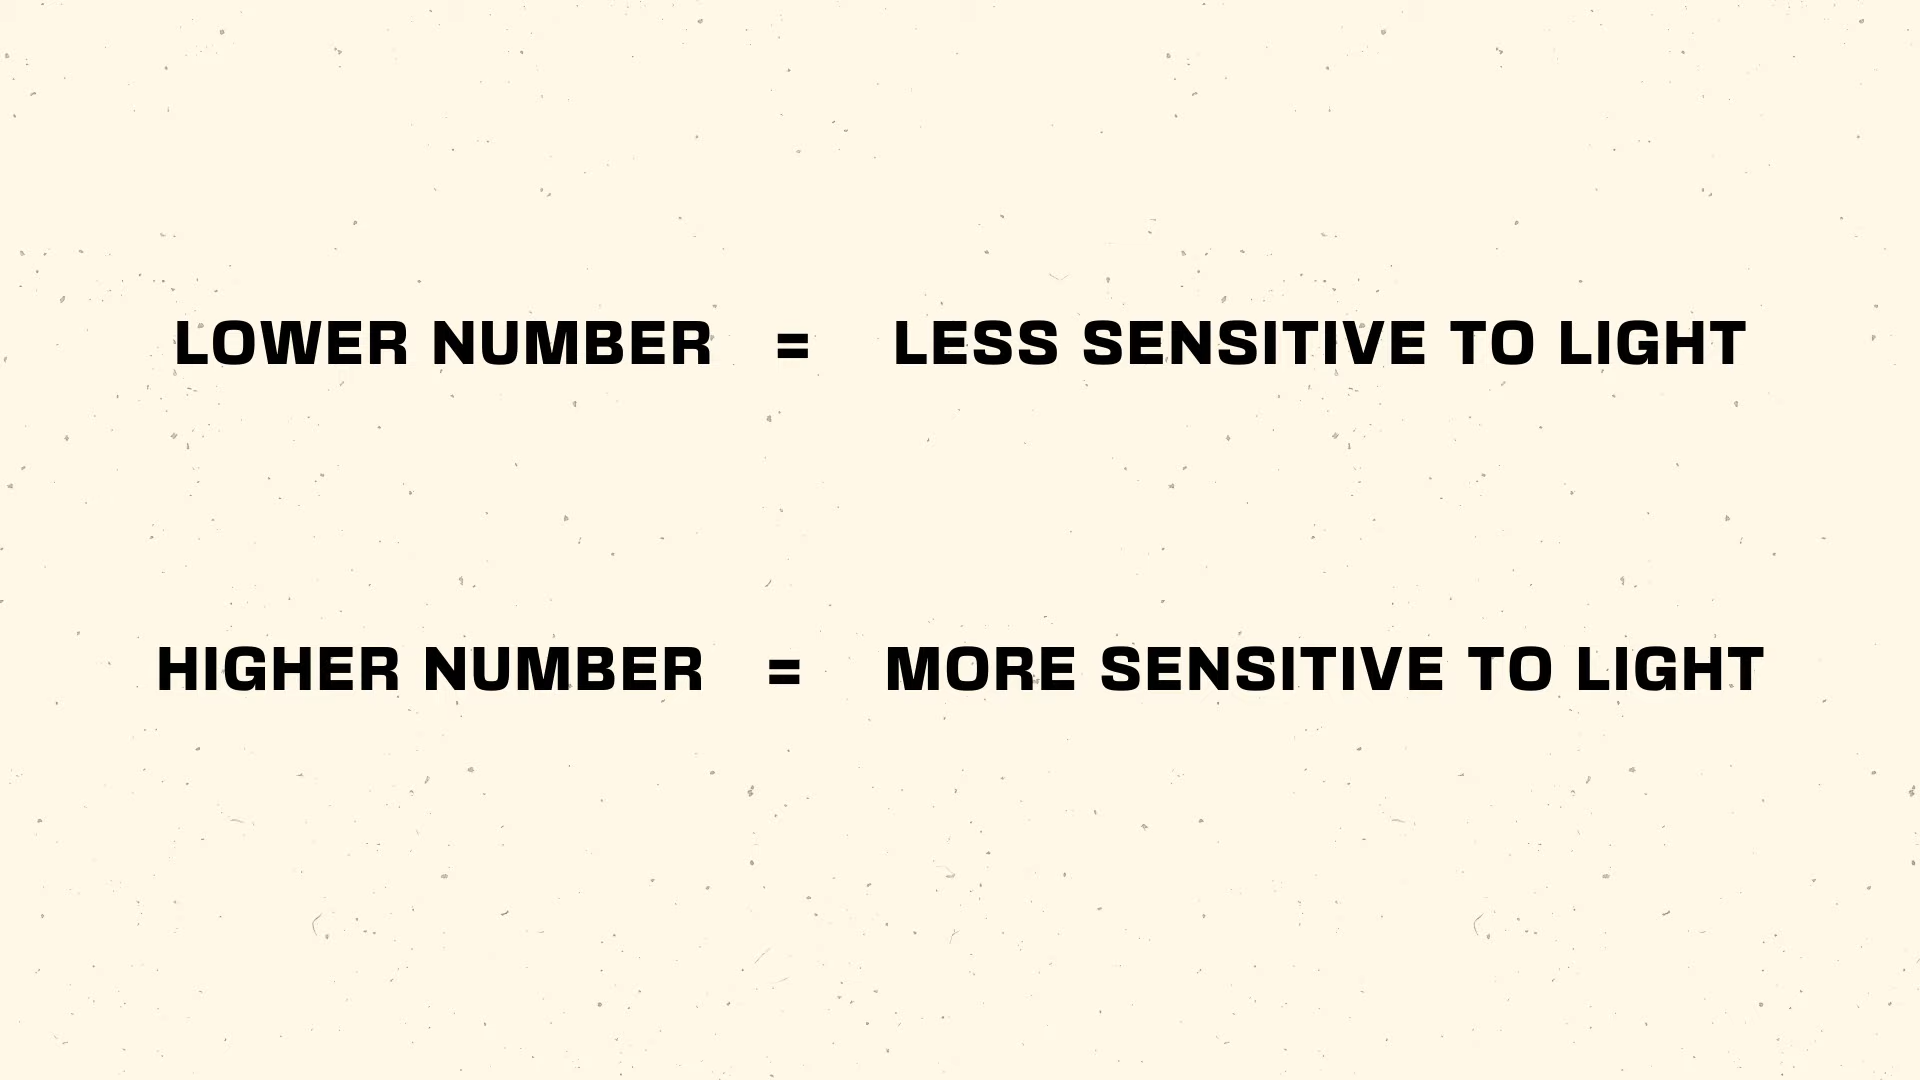 LOWER NUMBER = LESS SENSITIVE TO LIGHT
HIGHER NUMBER = MORE SENSITIVE TO LIGHT